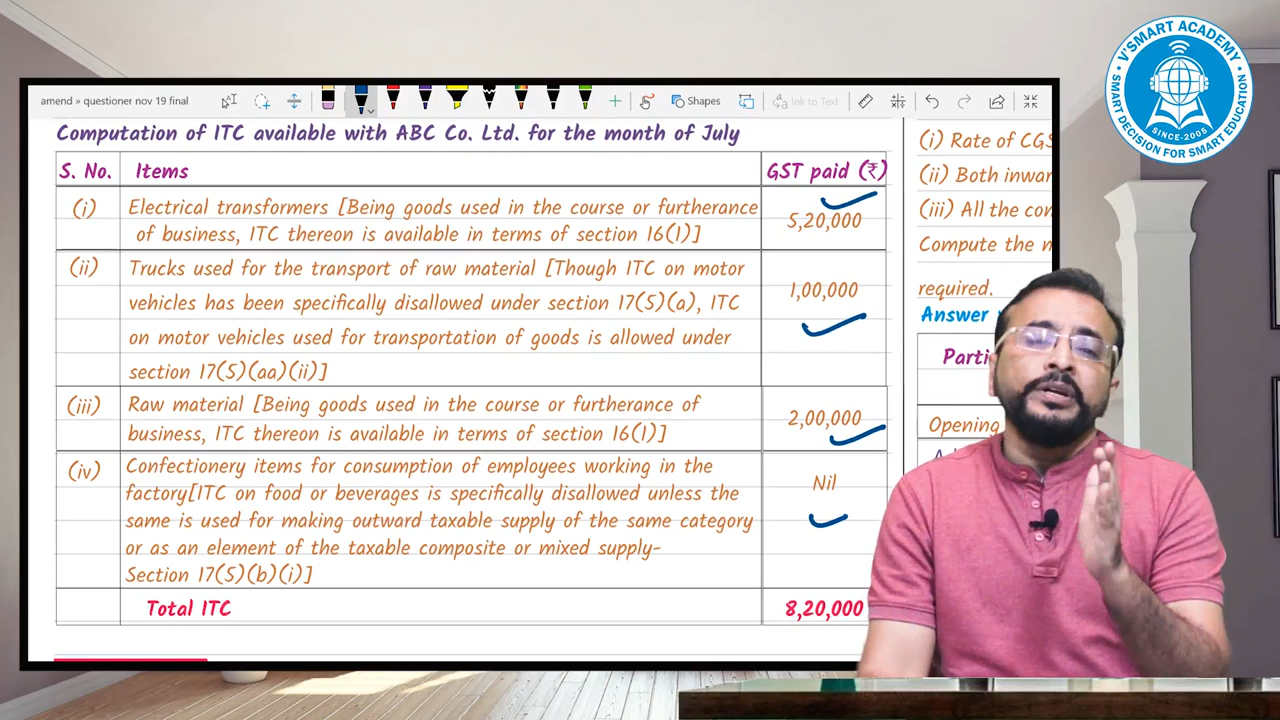 V'SMART ACADEMY
SMART DECISION FOR SMART EDUCATION
SINCE-2005
amend » questioner nov 19 final
Shapes
Ink to Text
Computation of ITC available with ABC Co. Ltd. for the month of July
S. No. Items GST paid (₹)
(i) Electrical transformers [Being goods used in the course or furtherance
of business, ITC thereon is available in terms of section 16(1)]
5,20,000
(ii) Trucks used for the transport of raw material [Though ITC on motor
vehicles has been specifically disallowed under section 17(5)(a), ITC
on motor vehicles used for transportation of goods is allowed under
section 17(5)(aa)(ii)]
1,00,000
(iii) Raw material [Being goods used in the course or furtherance of
business, ITC thereon is available in terms of section 16(1)]
2,00,000
(iv) Confectionery items for consumption of employees working in the
factory[ITC on food or beverages is specifically disallowed unless the
same is used for making outward taxable supply of the same category
or as an element of the taxable composite or mixed supply-
Section 17(5)(b)(i)]
Nil
Total ITC 8,20,000
(i) Rate of CGS
(ii) Both inwar
(iii) All the con
Compute the n
required.
Answer
Parti
Opening